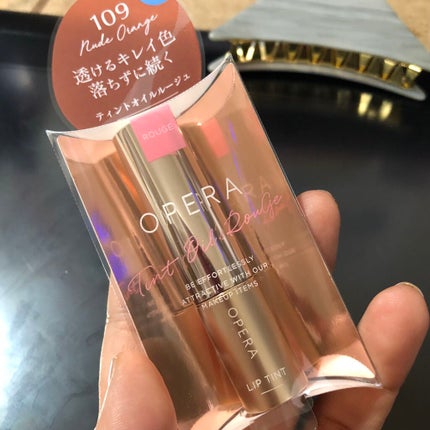 109
Nude Orange
透けるキレイ色
落ちずに続く
ティントオイルルージュ
ROUGE
OPERA
Tint Oil Rouge
BE EFFORTLESSLY
ATTRACTIVE WITH OUR
MAKEUP ITEMS
OPERA
LIP TINT